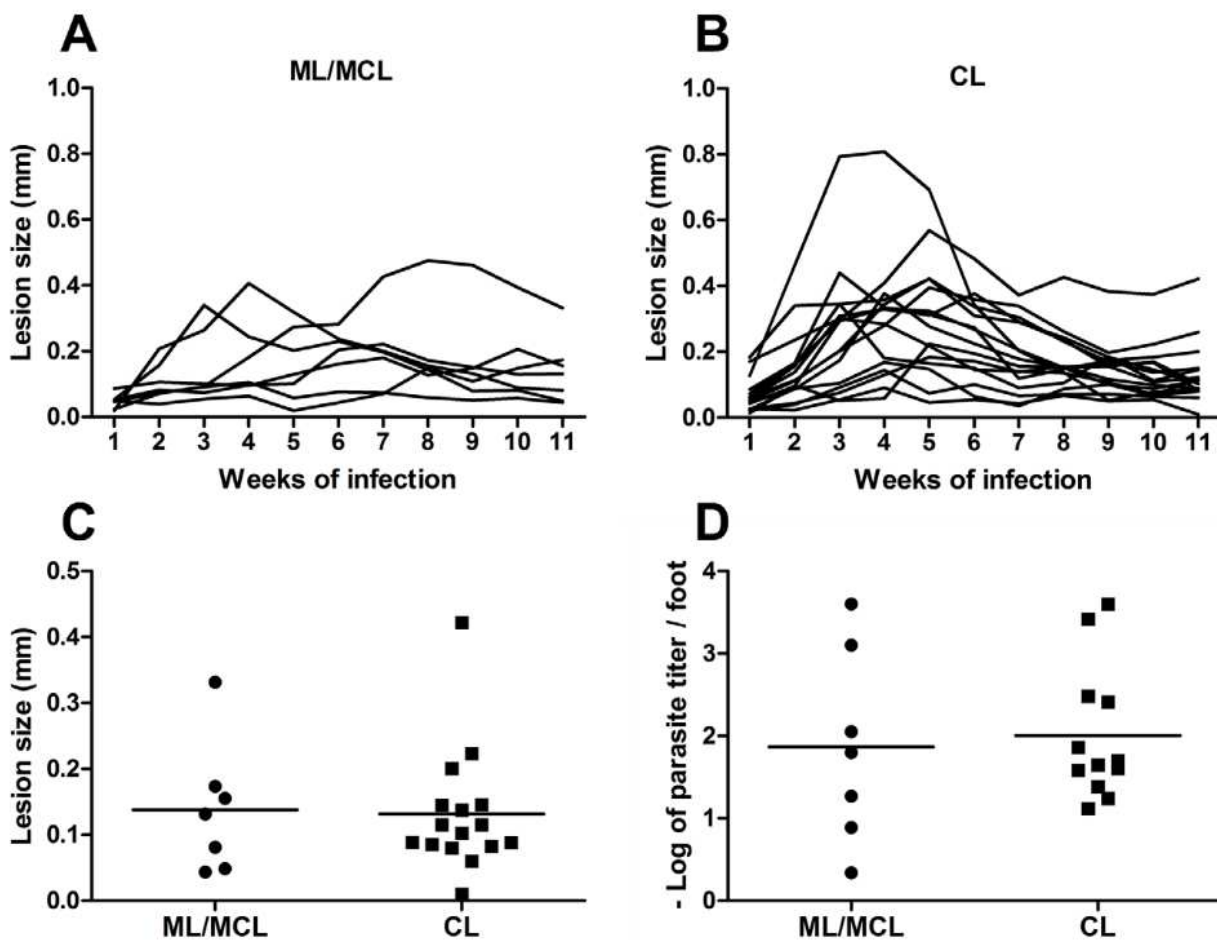 A
ML/MCL
Lesion size (mm)
1.0
0.8
0.6
0.4
0.2
0.0
1 2 3 4 5 6 7 8 9 10 11
Weeks of infection
B
CL
Lesion size (mm)
1.0
0.8
0.6
0.4
0.2
0.0
1 2 3 4 5 6 7 8 9 10 11
Weeks of infection
C
Lesion size (mm)
0.5
0.4
0.3
0.2
0.1
0.0
ML/MCL CL
D
- Log of parasite titer / foot
4
3
2
1
0
ML/MCL CL